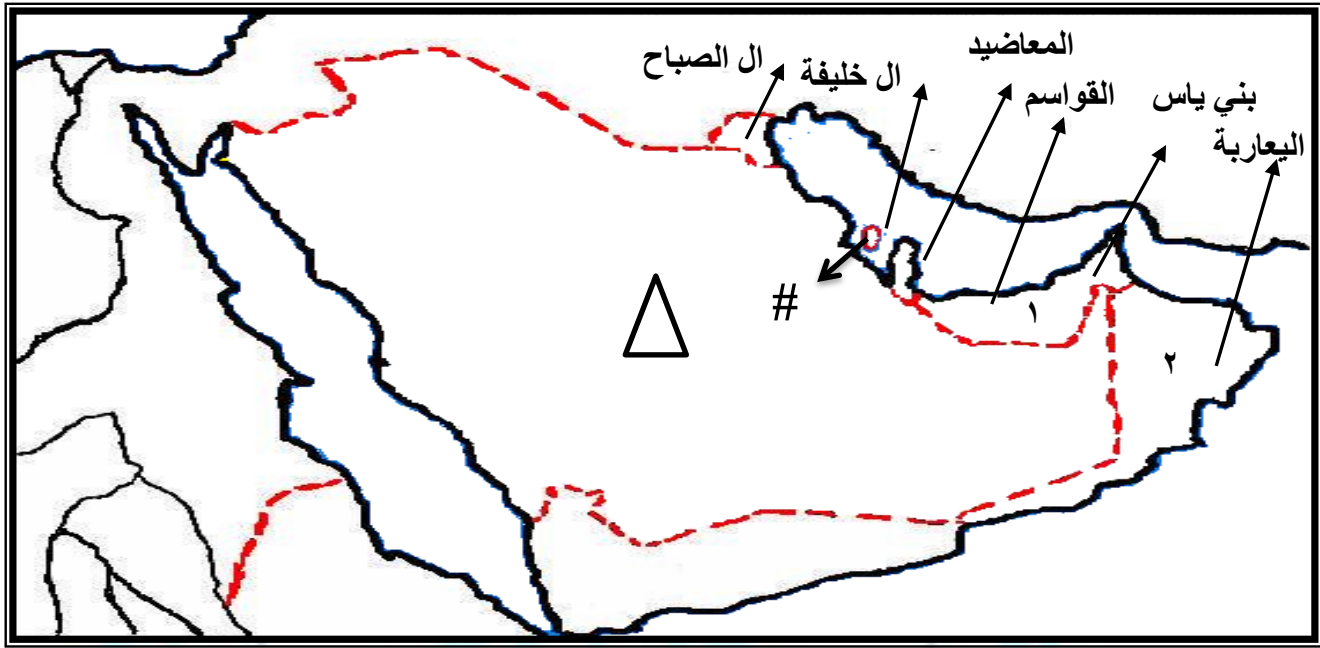 المعاضيد
ال خليفة
ال الصباح
القواسم
بني ياس
اليعاربة
#
١
٢